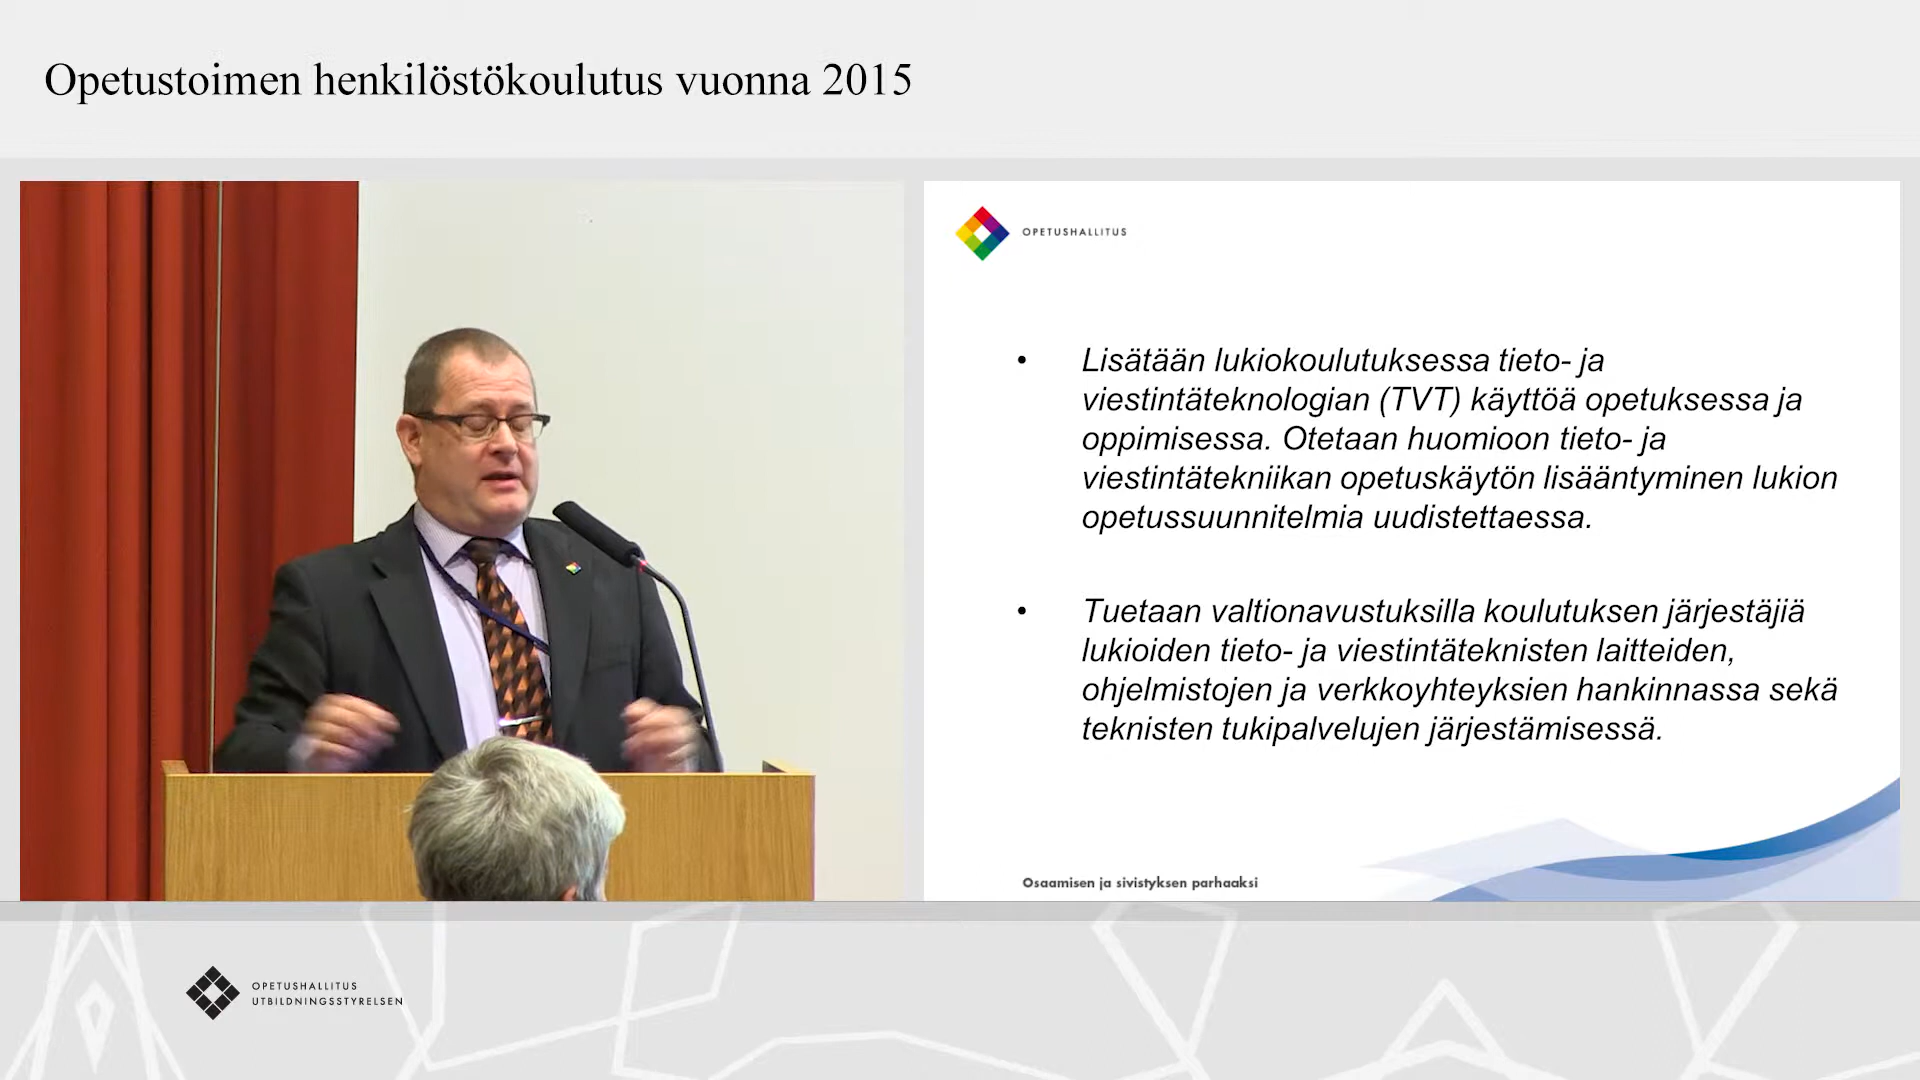 Opetustoimen henkilöstökoulutus vuonna 2015
OPETUSHALLITUS
• Lisätään lukiokoulutuksessa tieto- ja
viestintäteknologian (TVT) käyttöä opetuksessa ja
oppimisessa. Otetaan huomioon tieto- ja
viestintätekniikan opetuskäytön lisääntyminen lukion
opetussuunnitelmia uudistettaessa.
• Tuetaan valtionavustuksilla koulutuksen järjestäjiä
lukioiden tieto- ja viestintäteknisten laitteiden,
ohjelmistojen ja verkkoyhteyksien hankinnassa sekä
teknisten tukipalvelujen järjestämisessä.
Osaamisen ja sivistyksen parhaaksi
OPETUSHALLITUS
UTBILDNINGSSTYRELSEN